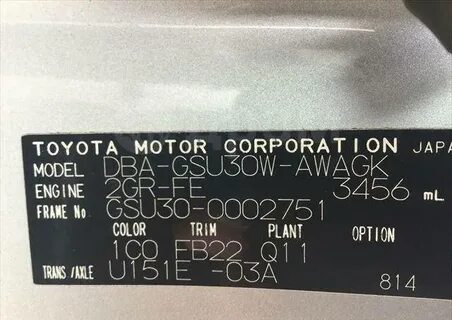 TOYOTA MOTOR CORPORATION JAPA
MODEL DBA-GSU30W-AWAGK
ENGINE 2GR-FE 3456 mL
FRAME No. GSU30-0002751
COLOR TRIM PLANT OPTION
1C0 FB22 Q11
TRANS/AXLE U151E -03A
814